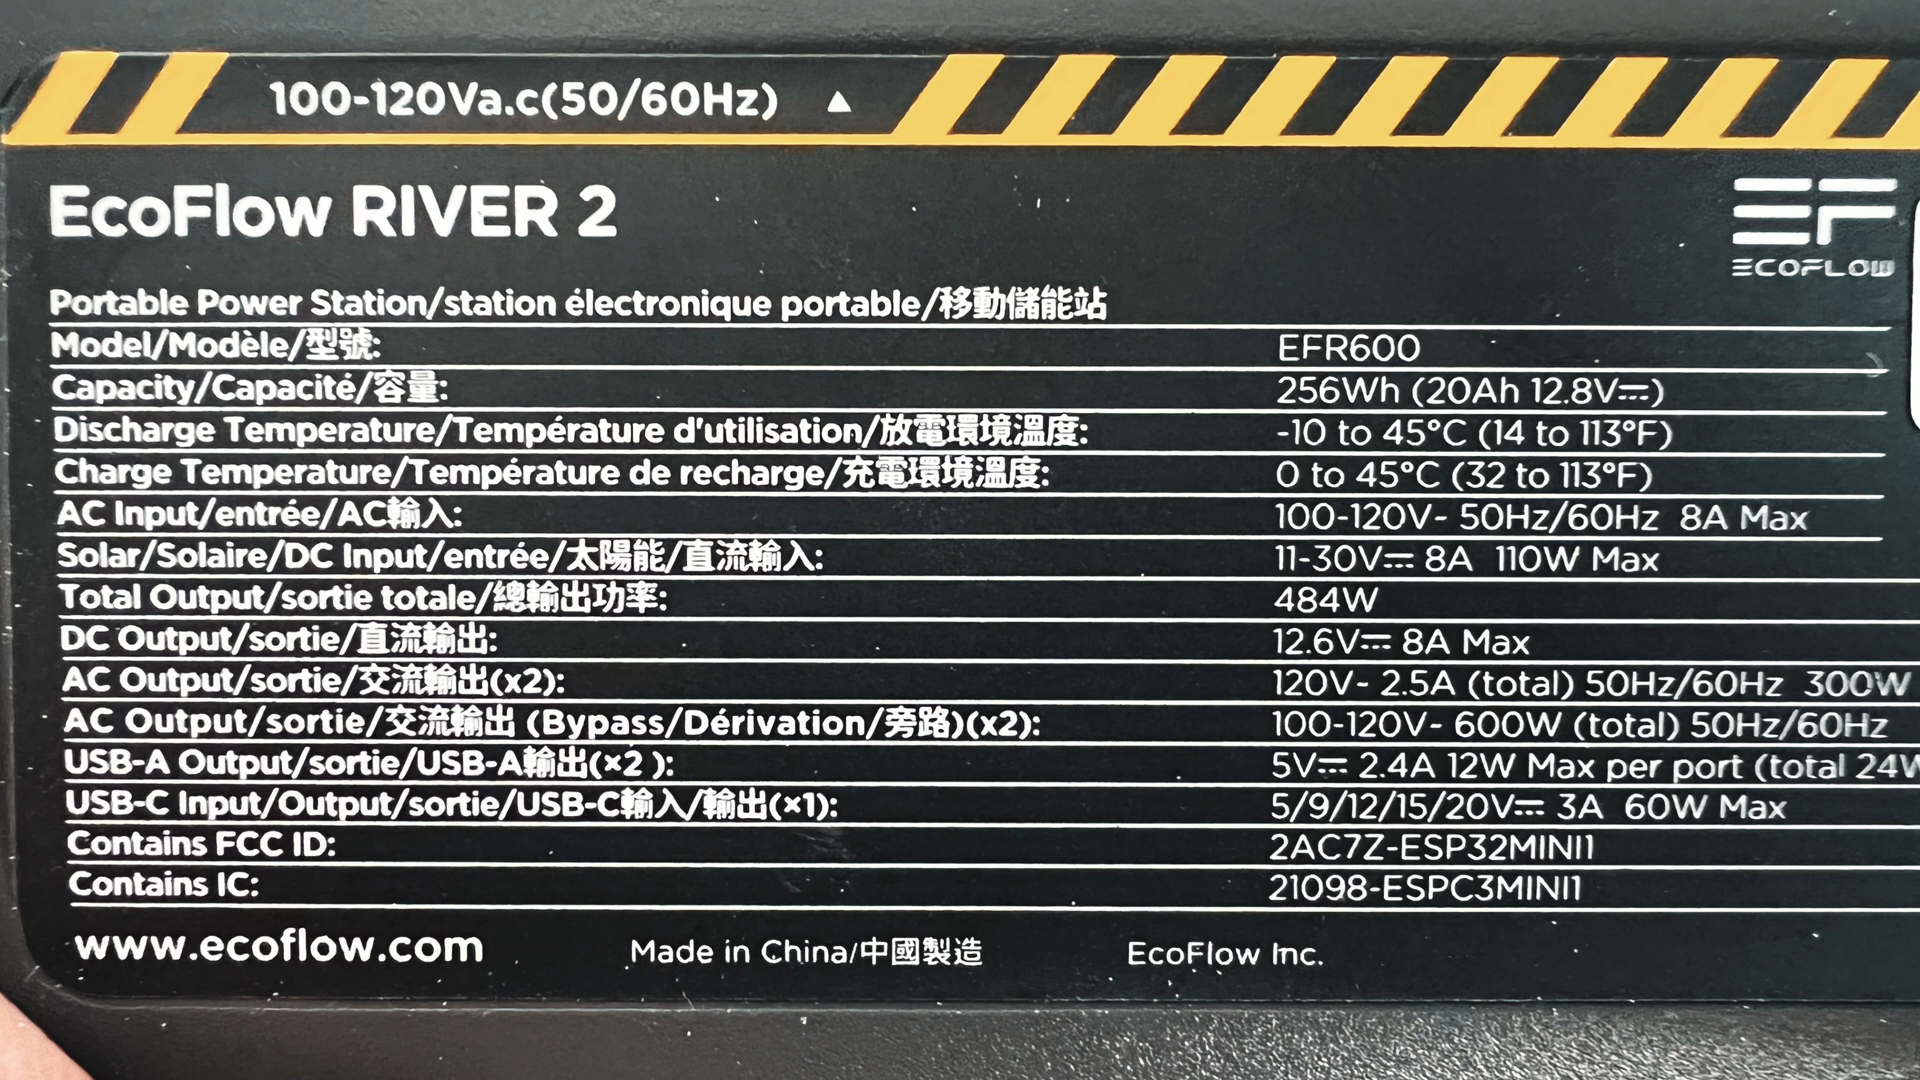 100-120Va.c(50/60Hz) ▲
EcoFlow RIVER 2
EF
ECOFLOW
Portable Power Station/station électronique portable/移動儲能站
Model/Modèle/型號: EFR600
Capacity/Capacité/容量: 256Wh (20Ah 12.8V⎓)
Discharge Temperature/Température d'utilisation/放電環境溫度: -10 to 45°C (14 to 113°F)
Charge Temperature/Température de recharge/充電環境溫度: 0 to 45°C (32 to 113°F)
AC Input/entrée/AC輸入: 100-120V~ 50Hz/60Hz 8A Max
Solar/Solaire/DC Input/entrée/太陽能/直流輸入: 11-30V⎓ 8A 110W Max
Total Output/sortie totale/總輸出功率: 484W
DC Output/sortie/直流輸出: 12.6V⎓ 8A Max
AC Output/sortie/交流輸出(x2): 120V~ 2.5A (total) 50Hz/60Hz 300W
AC Output/sortie/交流輸出 (Bypass/Dérivation/旁路)(x2): 100-120V~ 600W (total) 50Hz/60Hz
USB-A Output/sortie/USB-A輸出(×2 ): 5V⎓ 2.4A 12W Max per port (total 24W
USB-C Input/Output/sortie/USB-C輸入/輸出(×1): 5/9/12/15/20V⎓ 3A 60W Max
Contains FCC ID: 2AC7Z-ESP32MINI1
Contains IC: 21098-ESPC3MINI1
www.ecoflow.com Made in China/中國製造 EcoFlow Inc.